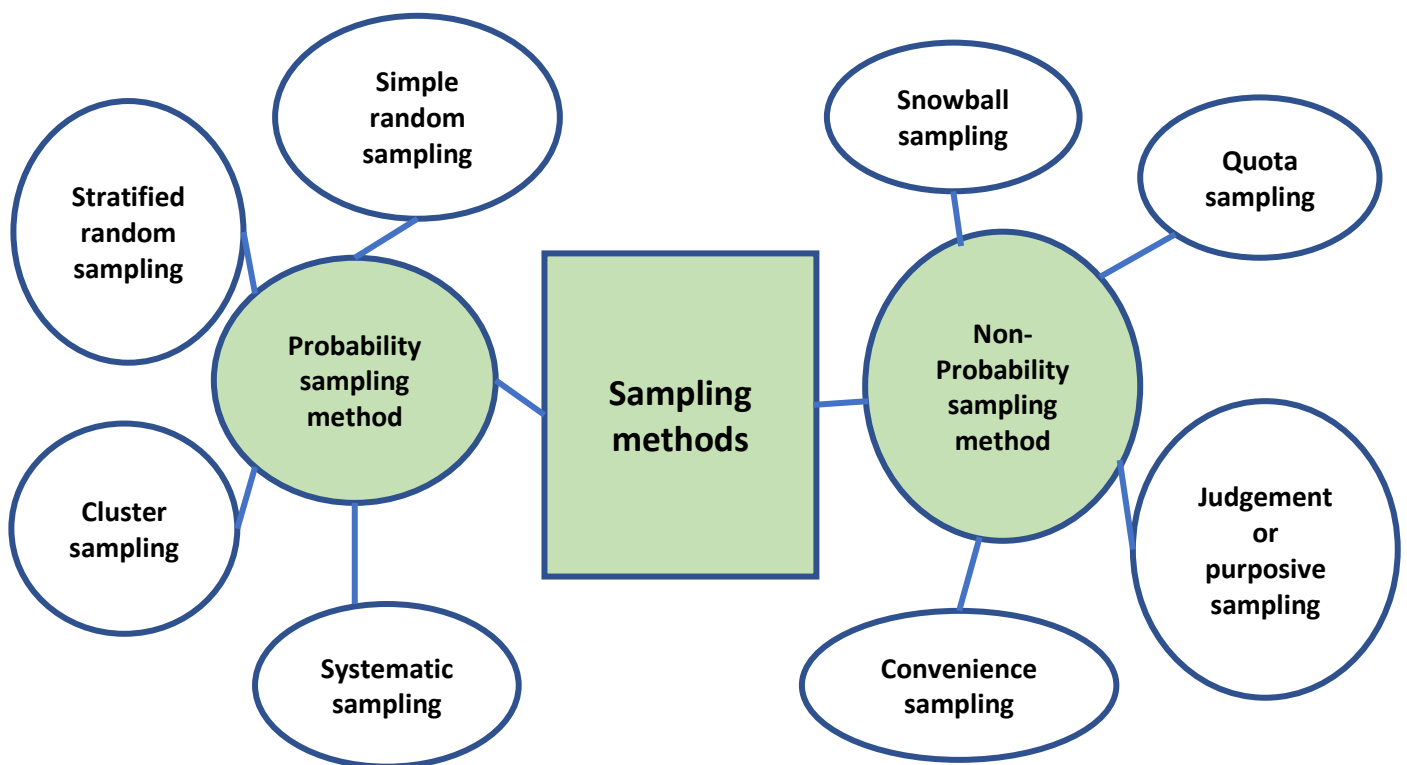 Simple
random
sampling
Snowball
sampling
Quota
sampling
Stratified
random
sampling
Probability
sampling
method
Sampling
methods
Non-
Probability
sampling
method
Cluster
sampling
Judgement
or
purposive
sampling
Systematic
sampling
Convenience
sampling